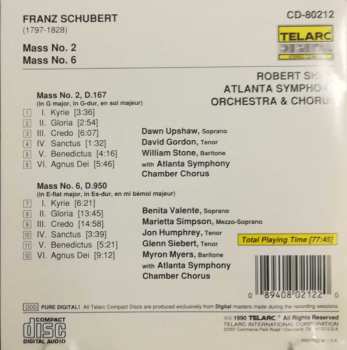 FRANZ SCHUBERT
(1797-1828)
Mass No. 2
Mass No. 6
CD-80212
TELARC
DIGITAL
ROBERT
ATLANTA SYMPHONY
ORCHESTRA & CHORUS
Mass No. 2, D.167
(in G major, in G-dur, en sol majeur)
1 I. Kyrie [3:36]
2 II. Gloria [2:54]
3 III. Credo [6:07]
4 IV. Sanctus [1:32]
5 V. Benedictus [4:16]
6 VI. Agnus Dei [5:46]
Dawn Upshaw, Soprano
David Gordon, Tenor
William Stone, Baritone
with Atlanta Symphony
Chamber Chorus
Mass No. 6, D.950
(in E-flat major, in Es-dur, en mi bémol majeur)
7 I. Kyrie [6:21]
8 II. Gloria [13:45]
9 III. Credo [14:58]
10 IV. Sanctus [3:39]
11 V. Benedictus [5:21]
12 VI. Agnus Dei [9:12]
Benita Valente, Soprano
Marietta Simpson, Mezzo-Soprano
Jon Humphrey, Tenor
Glenn Siebert, Tenor
Myron Myers, Baritone
with Atlanta Symphony
Chamber Chorus
Total Playing Time [77:45]
DDD PURE DIGITAL! All Telarc Compact Discs are produced exclusively from Digital masters made during the recording sessions.
COMPACT
disc
DIGITAL AUDIO
©1990 TELARC®
TELARC INTERNATIONAL CORPORATION
0 89408 02122 0